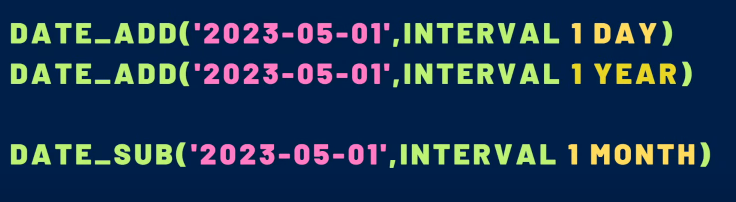 DATE_ADD('2023-05-01',INTERVAL 1 DAY)
DATE_ADD('2023-05-01',INTERVAL 1 YEAR)
DATE_SUB('2023-05-01',INTERVAL 1 MONTH)